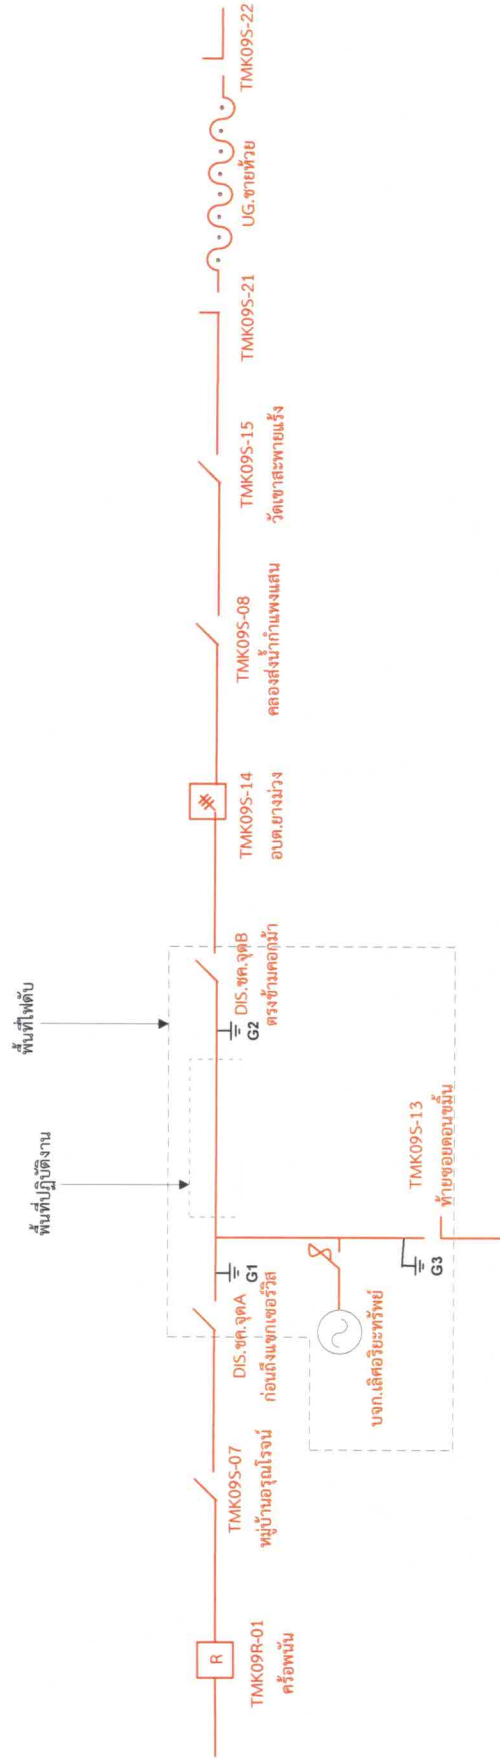 พื้นที่ปฏิบัติงาน
พื้นที่ไฟดับ
R
TMK09R-01
ครัอพนัน
TMK09S-07
หมู่บ้านอรุณโรจน์
DIS.ชค.จุดA
ก่อนถึงแขกเซอร์วิส
G1
G2
DIS.ชค.จุดB
ตรงข้ามคอกม้า
TMK09S-14
อบต.ยางม่วง
TMK09S-08
คลองส่งน้ำกำแพงแสน
TMK09S-15
วัดเขาสะพายแร้ง
TMK09S-21
UG.ชายห้วย
TMK09S-22
บจก.เลิศอริยะทรัพย์
G3
TMK09S-13
ท้ายซอยดอนขมิ้น